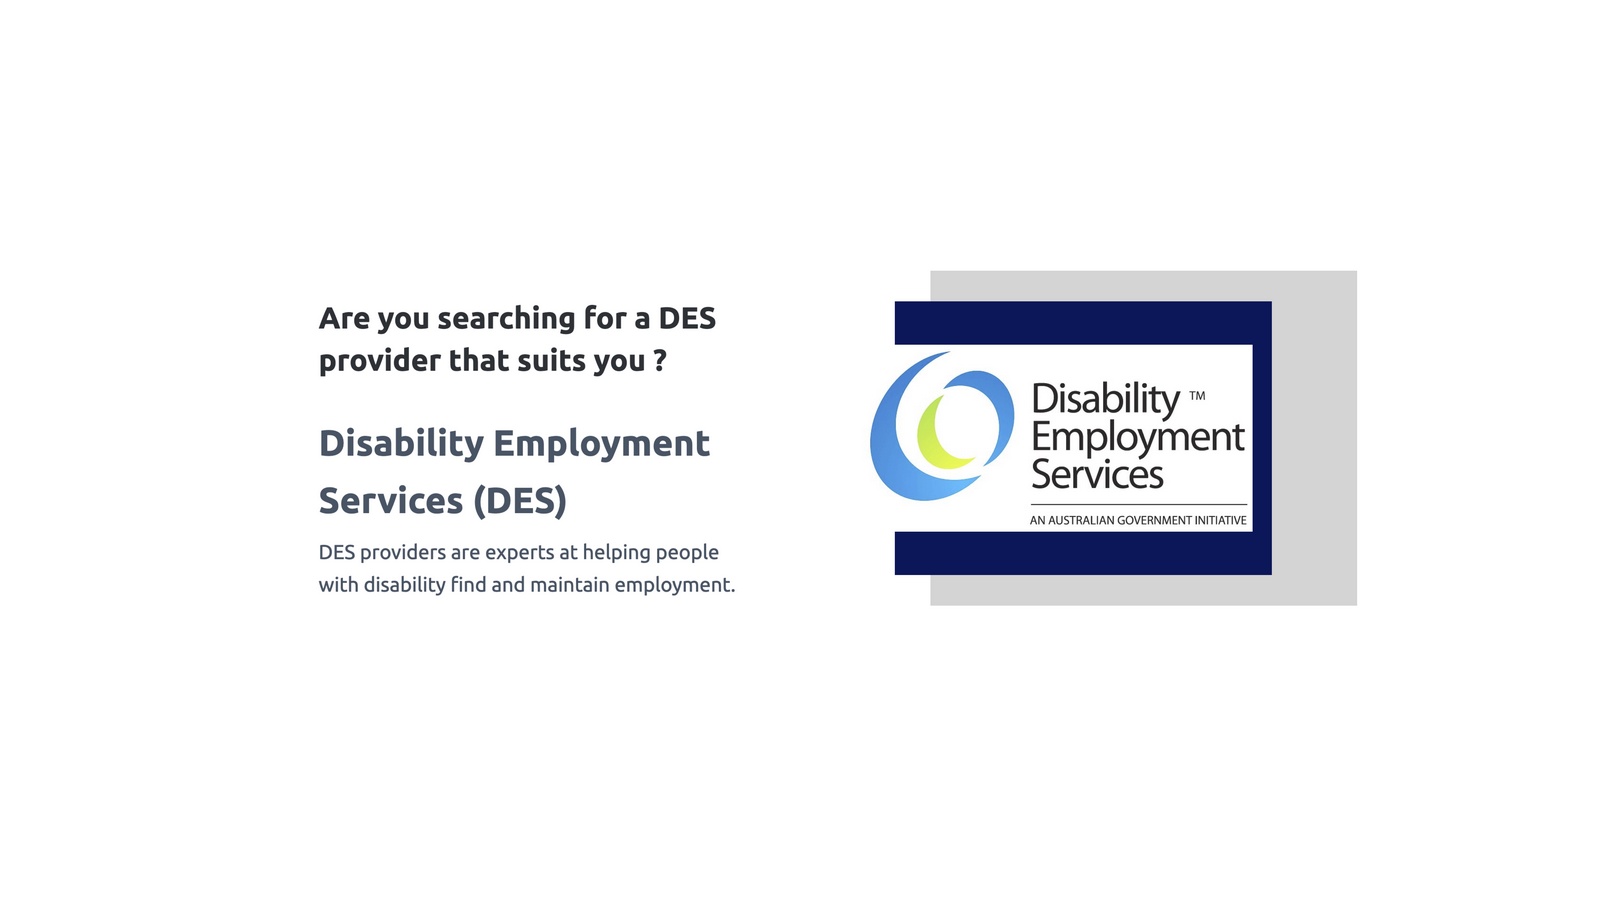 Are you searching for a DES
provider that suits you ?
Disability Employment
Services (DES)
DES providers are experts at helping people
with disability find and maintain employment.
Disability ™
Employment
Services
AN AUSTRALIAN GOVERNMENT INITIATIVE